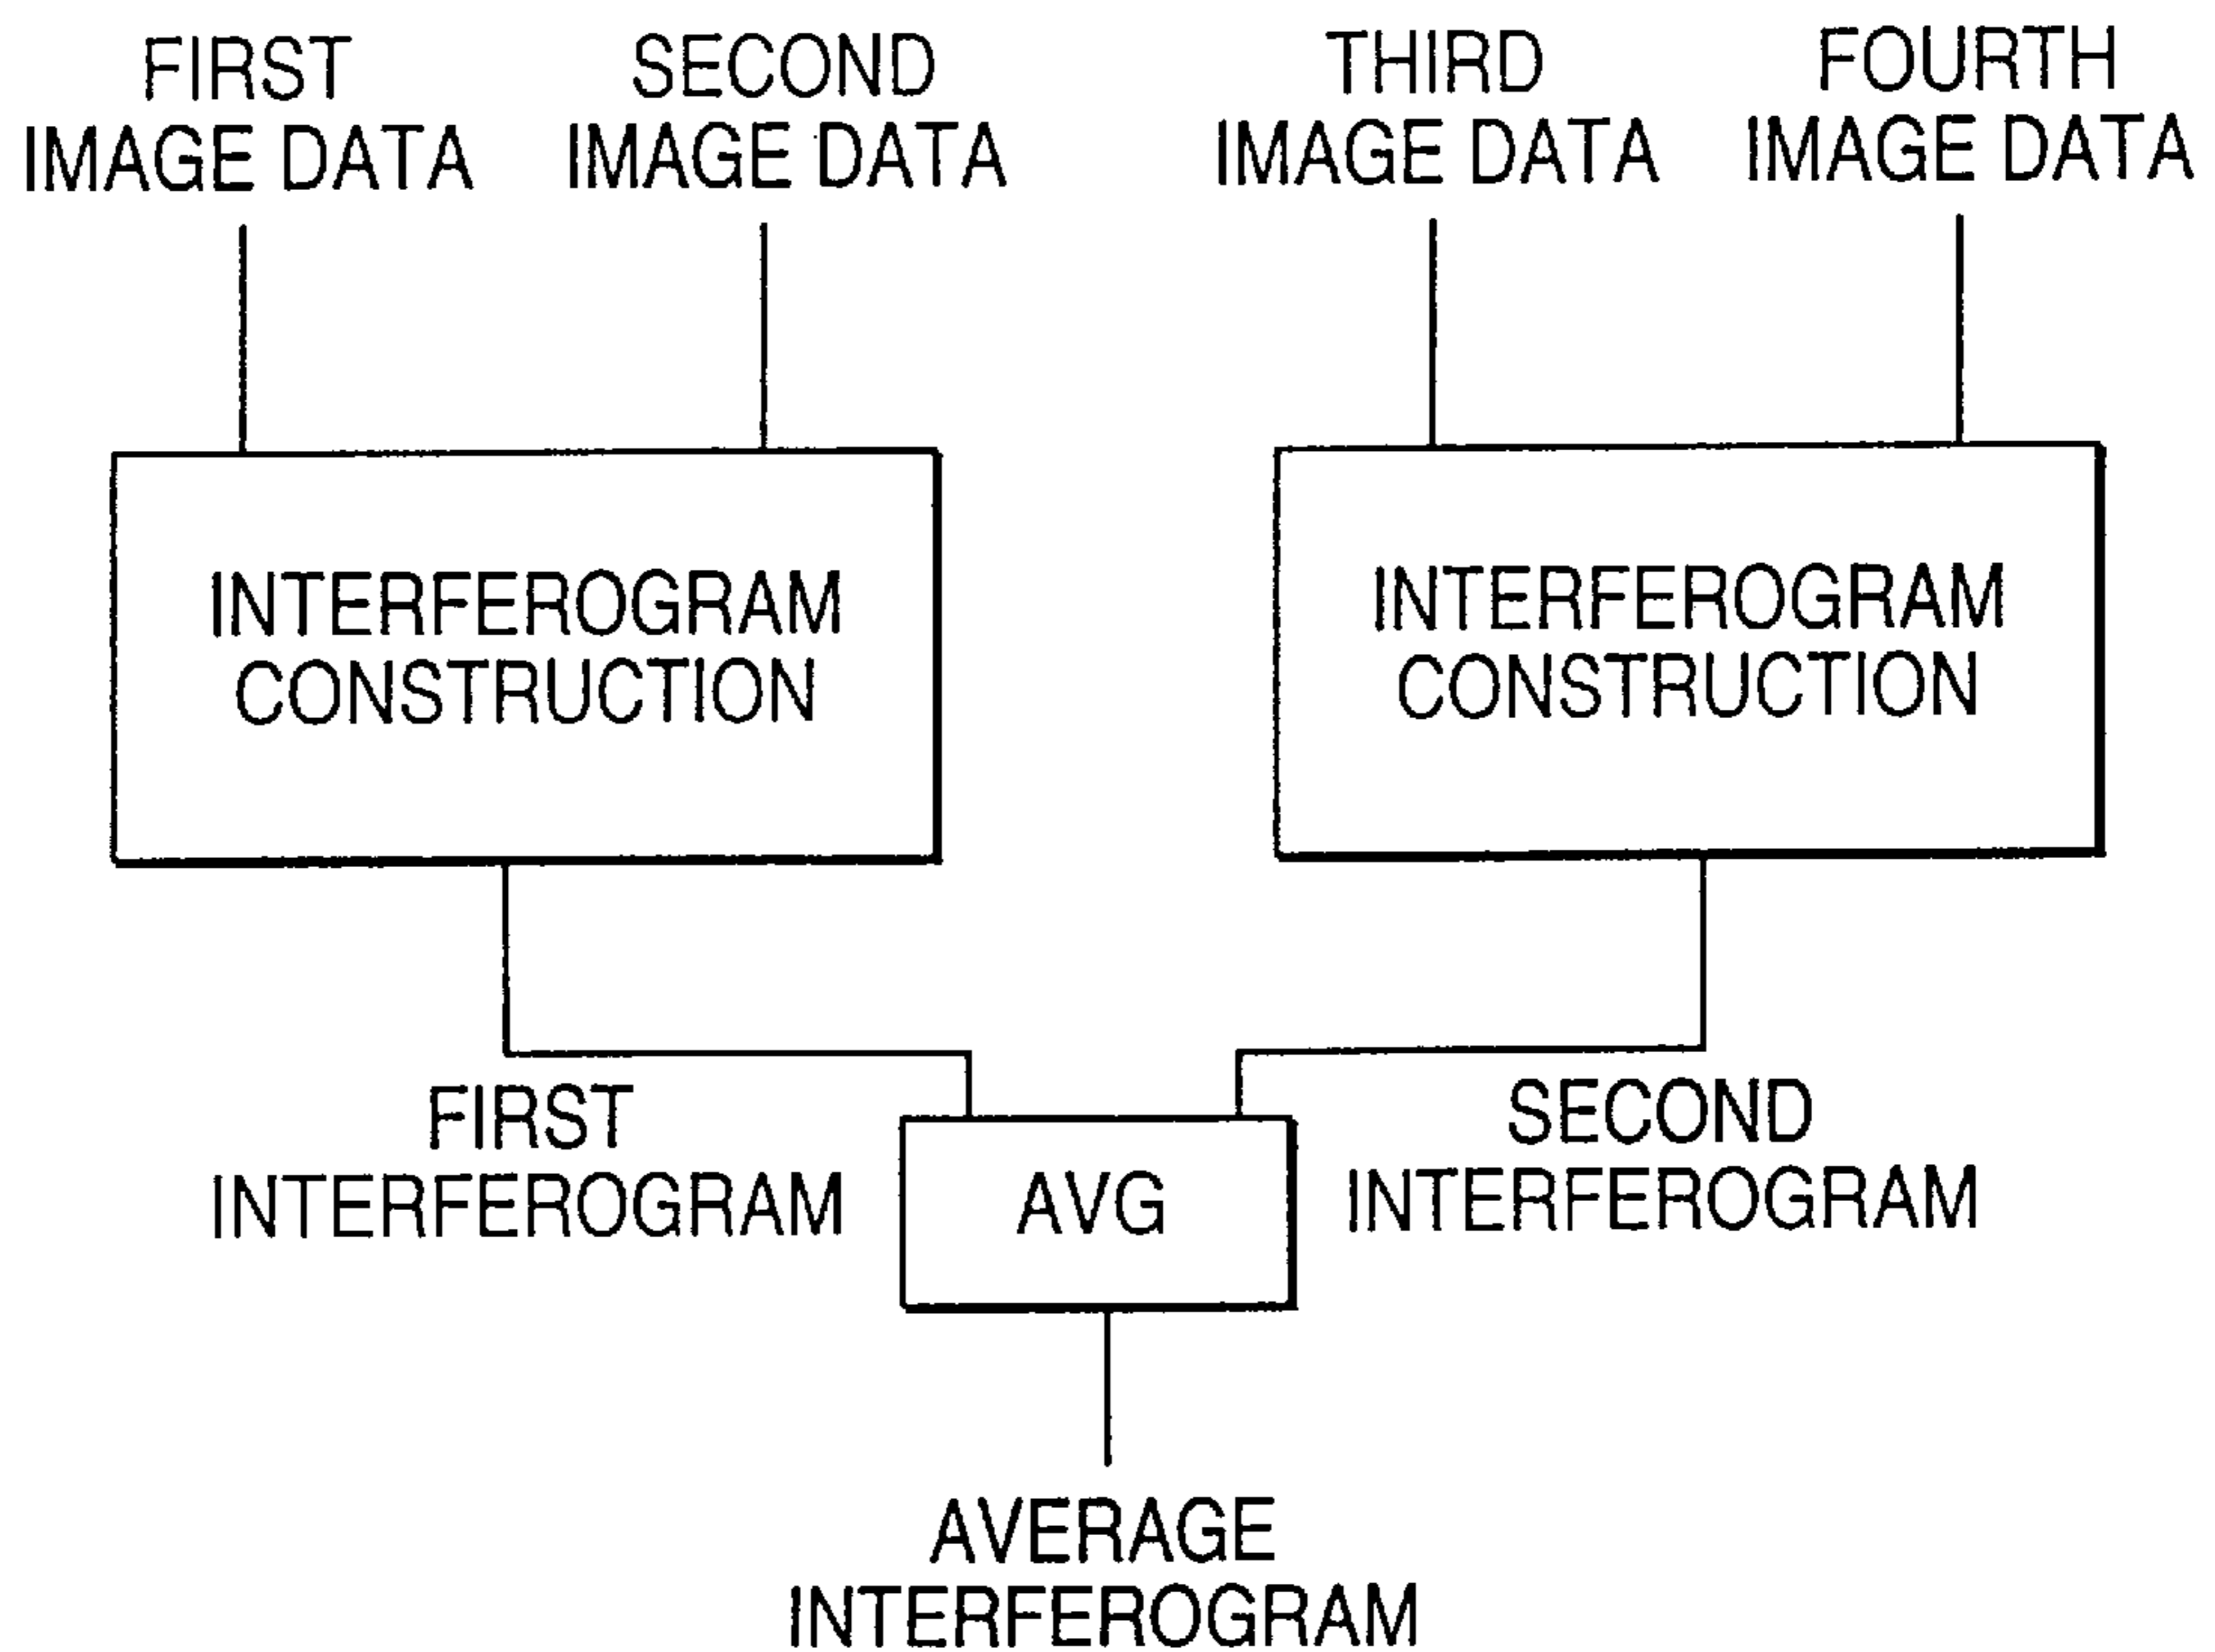 FIRST
IMAGE DATA
SECOND
IMAGE DATA
THIRD
IMAGE DATA
FOURTH
IMAGE DATA
INTERFEROGRAM
CONSTRUCTION
INTERFEROGRAM
CONSTRUCTION
FIRST
INTERFEROGRAM
AVG
SECOND
INTERFEROGRAM
AVERAGE
INTERFEROGRAM